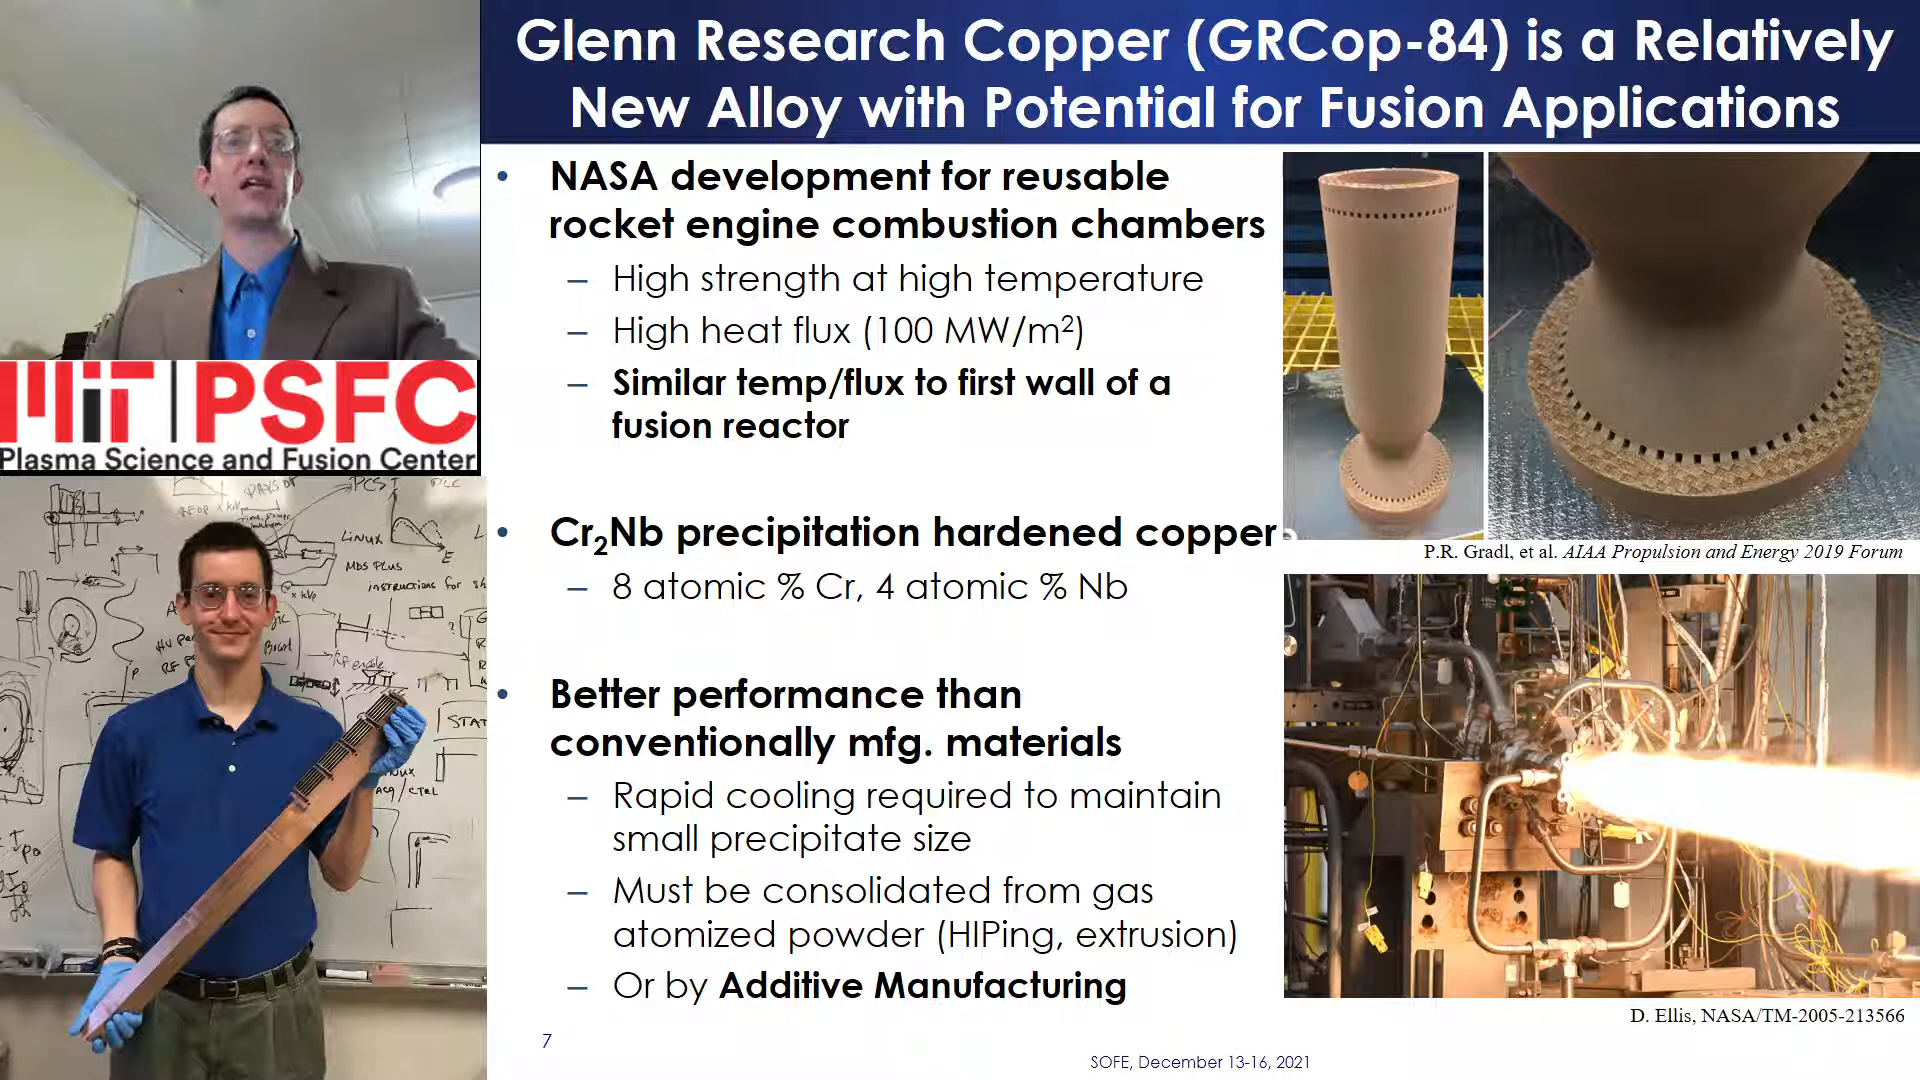 Glenn Research Copper (GRCop-84) is a Relatively
New Alloy with Potential for Fusion Applications
• NASA development for reusable
rocket engine combustion chambers
– High strength at high temperature
– High heat flux (100 MW/m²)
– Similar temp/flux to first wall of a
fusion reactor
• Cr₂Nb precipitation hardened copper
– 8 atomic % Cr, 4 atomic % Nb
• Better performance than
conventionally mfg. materials
– Rapid cooling required to maintain
small precipitate size
– Must be consolidated from gas
atomized powder (HIPing, extrusion)
– Or by Additive Manufacturing
P.R. Gradl, et al. AIAA Propulsion and Energy 2019 Forum
D. Ellis, NASA/TM-2005-213566
7
SOFE, December 13-16, 2021
MIT PSFC
Plasma Science and Fusion Center
Linux
MDS PLUS
instructions for
Board
RF enable
STAT